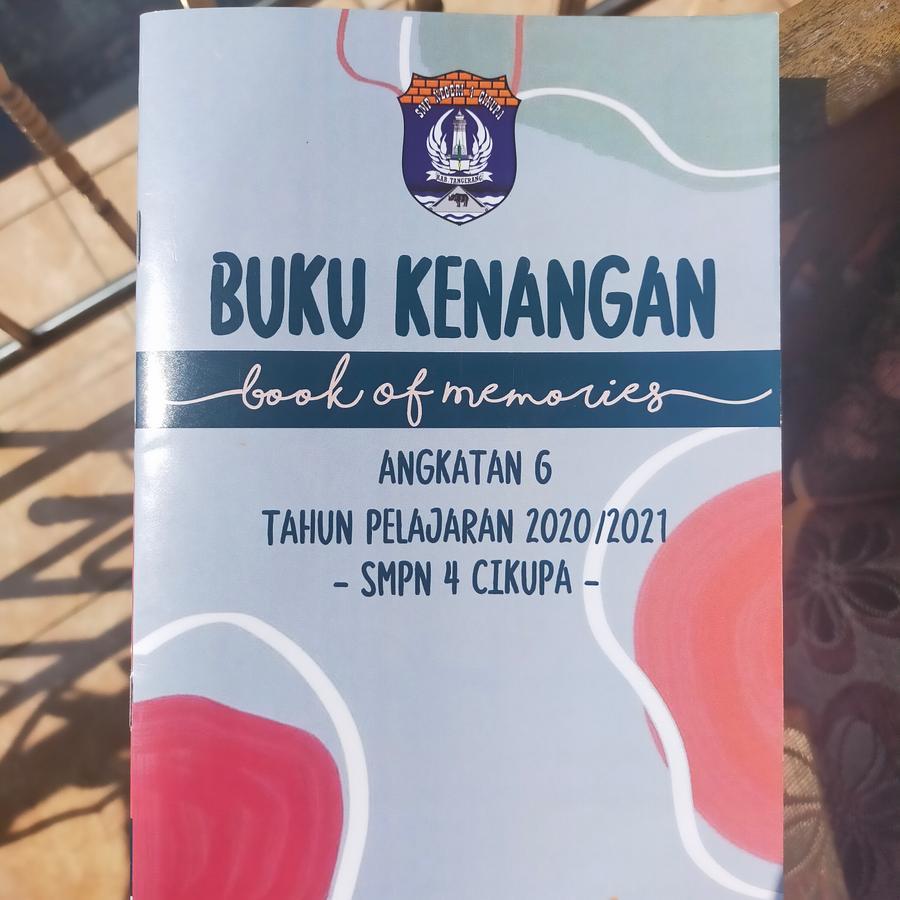 SMP NEGERI 4 CIKUPA
KAB. TANGERANG
BUKU KENANGAN
book of memories
ANGKATAN 6
TAHUN PELAJARAN 2020/2021
- SMPN 4 CIKUPA -